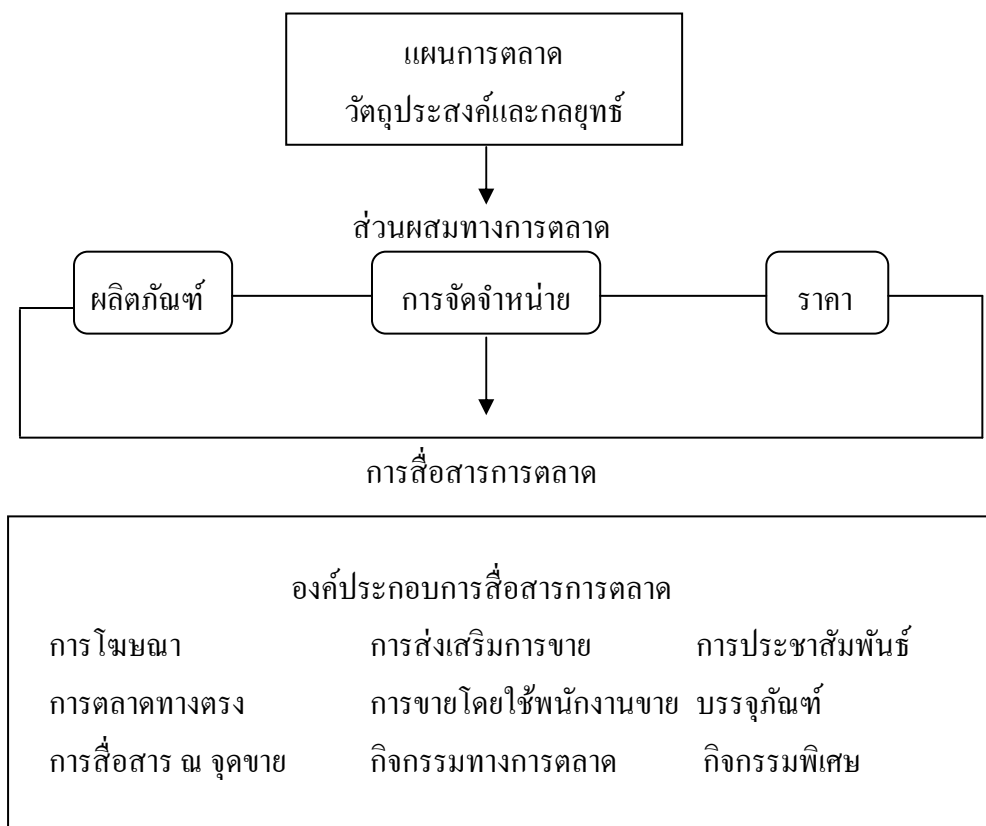 แผนการตลาด
วัตถุประสงค์และกลยุทธ์
ส่วนผสมทางการตลาด
ผลิตภัณฑ์ การจัดจำหน่าย ราคา
การสื่อสารการตลาด
องค์ประกอบการสื่อสารการตลาด
การโฆษณา การส่งเสริมการขาย การประชาสัมพันธ์
การตลาดทางตรง การขายโดยใช้พนักงานขาย บรรจุภัณฑ์
การสื่อสาร ณ จุดขาย กิจกรรมทางการตลาด กิจกรรมพิเศษ